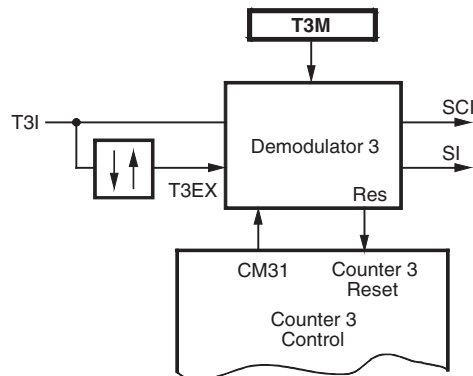 T3M
T3I
Demodulator 3
SCI
SI
T3EX
Res
CM31
Counter 3
Reset
Counter 3
Control